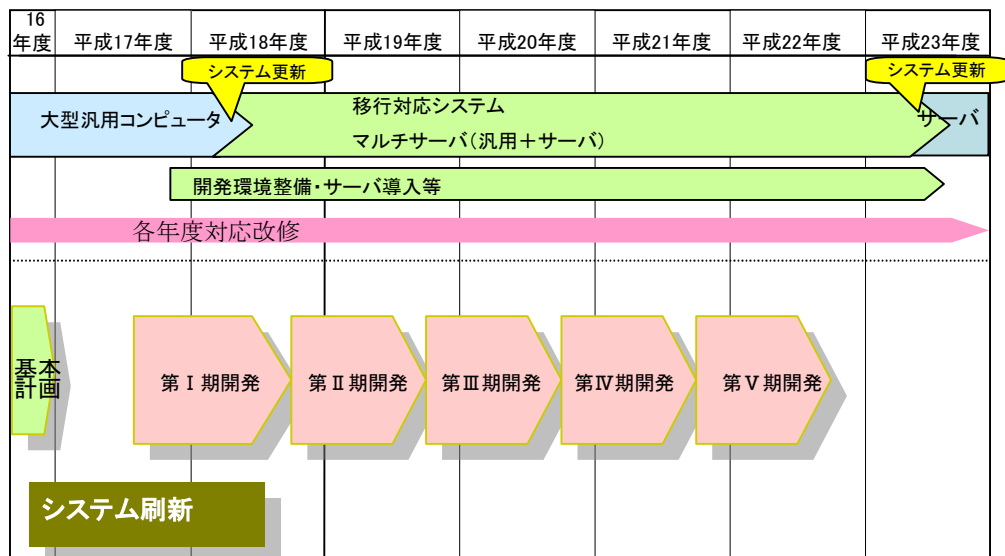 16
年度
平成17年度
平成18年度
平成19年度
平成20年度
平成21年度
平成22年度
平成23年度
システム更新
システム更新
大型汎用コンピュータ
移行対応システム
マルチサーバ(汎用+サーバ)
サーバ
開発環境整備・サーバ導入等
各年度対応改修
基本
計画
第Ⅰ期開発
第Ⅱ期開発
第Ⅲ期開発
第Ⅳ期開発
第Ⅴ期開発
システム刷新